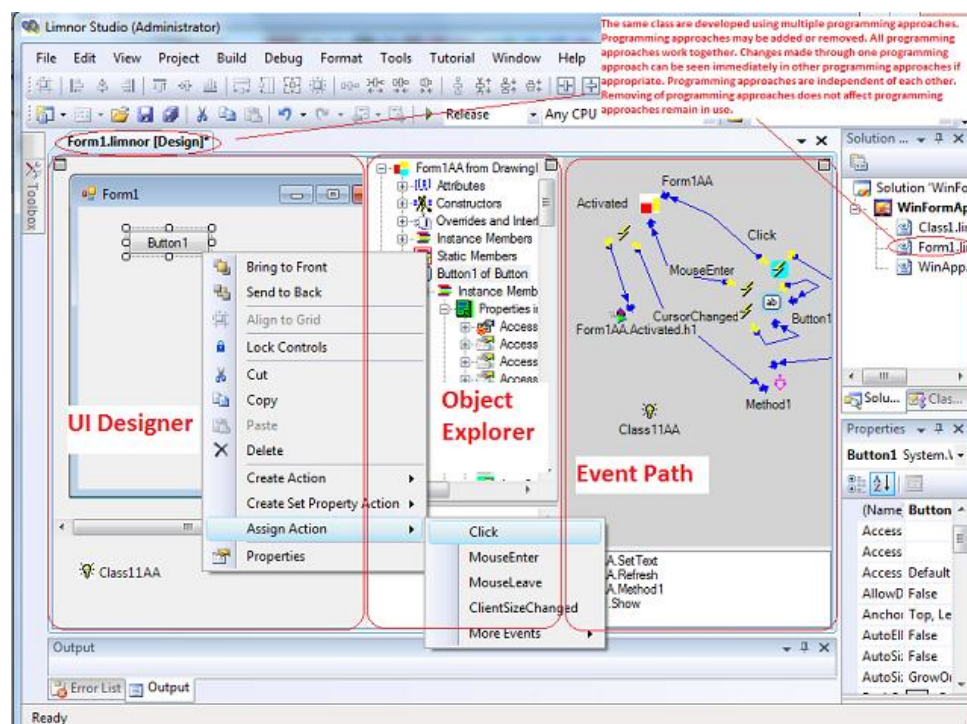 Limnor Studio (Administrator)
The same class are developed using multiple programming approaches.
Programming approaches may be added or removed. All programming
approaches work together. Changes made through one programming
approach can be seen immediately in other programming approaches if
appropriate. Programming approaches are independent of each other.
Removing of programming approaches does not affect programming
approaches remain in use.
File Edit View Project Build Debug Format Tools Tutorial Window Help
Release Any CPU
Form1.limnor [Design]*
Toolbox
Form1
Button1
Bring to Front
Send to Back
Align to Grid
Lock Controls
Cut
Copy
Paste
Delete
Create Action
Create Set Property Action
Assign Action
Properties
Click
MouseEnter
MouseLeave
ClientSizeChanged
More Events
UI Designer
Class11AA
Form1AA from DrawingI
Attributes
Constructors
Overrides and Interf
Instance Members
Static Members
Button1 of Button
Instance Memb
Properties i
Access
Access
Access
Access
Object
Explorer
Form1AA
Activated
Click
MouseEnter
CursorChanged
Button1
Form1AA.Activated.h1
Method1
Class11AA
Event Path
A.SetText
A.Refresh
A.Method1
.Show
Solution ...
Solution 'WinFo
WinFormAp
Class1.lim
Form1.li
WinApp.
Solu... Clas...
Properties
Button1 System.
(Name Button
Access
Access
Access Default
AllowD False
Anchor Top, Le
AutoEll False
AutoSi: False
AutoSi: GrowOr
Output
Error List Output
Ready